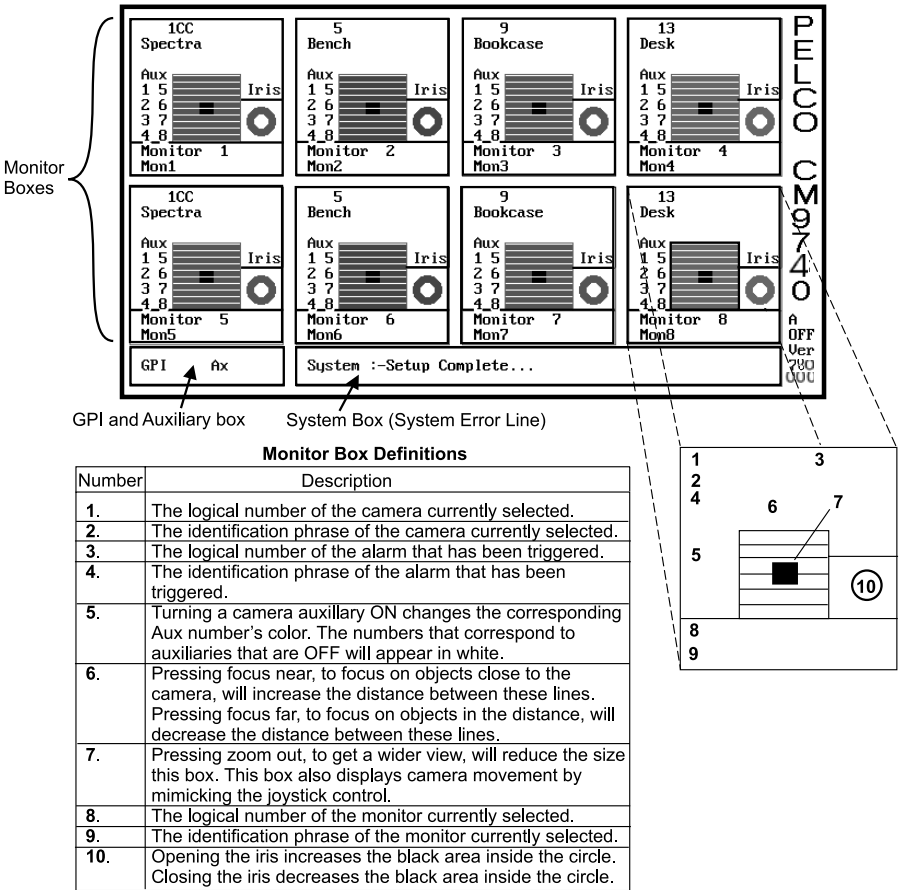 1CC
Spectra
Aux
1 5
2 6
3 7
4 8
Iris
Monitor 1
Mon1
5
Bench
Aux
1 5
2 6
3 7
4 8
Iris
Monitor 2
Mon2
9
Bookcase
Aux
1 5
2 6
3 7
4 8
Iris
Monitor 3
Mon3
13
Desk
Aux
1 5
2 6
3 7
4 8
Iris
Monitor 4
Mon4
PELCO CM9740
Monitor
Boxes
1CC
Spectra
Aux
1 5
2 6
3 7
4 8
Iris
Monitor 5
Mon5
5
Bench
Aux
1 5
2 6
3 7
4 8
Iris
Monitor 6
Mon6
9
Bookcase
Aux
1 5
2 6
3 7
4 8
Iris
Monitor 7
Mon7
13
Desk
Aux
1 5
2 6
3 7
4 8
Iris
Monitor 8
Mon8
A
OFF
Ver
GPI Ax
System :-Setup Complete...
GPI and Auxiliary box
System Box (System Error Line)
Monitor Box Definitions
Number Description
1. The logical number of the camera currently selected.
2. The identification phrase of the camera currently selected.
3. The logical number of the alarm that has been triggered.
4. The identification phrase of the alarm that has been
triggered.
5. Turning a camera auxillary ON changes the corresponding
Aux number's color. The numbers that correspond to
auxiliaries that are OFF will appear in white.
6. Pressing focus near, to focus on objects close to the
camera, will increase the distance between these lines.
Pressing focus far, to focus on objects in the distance, will
decrease the distance between these lines.
7. Pressing zoom out, to get a wider view, will reduce the size
this box. This box also displays camera movement by
mimicking the joystick control.
8. The logical number of the monitor currently selected.
9. The identification phrase of the monitor currently selected.
10. Opening the iris increases the black area inside the circle.
Closing the iris decreases the black area inside the circle.
1 3
2
4
6 7
5
10
8
9